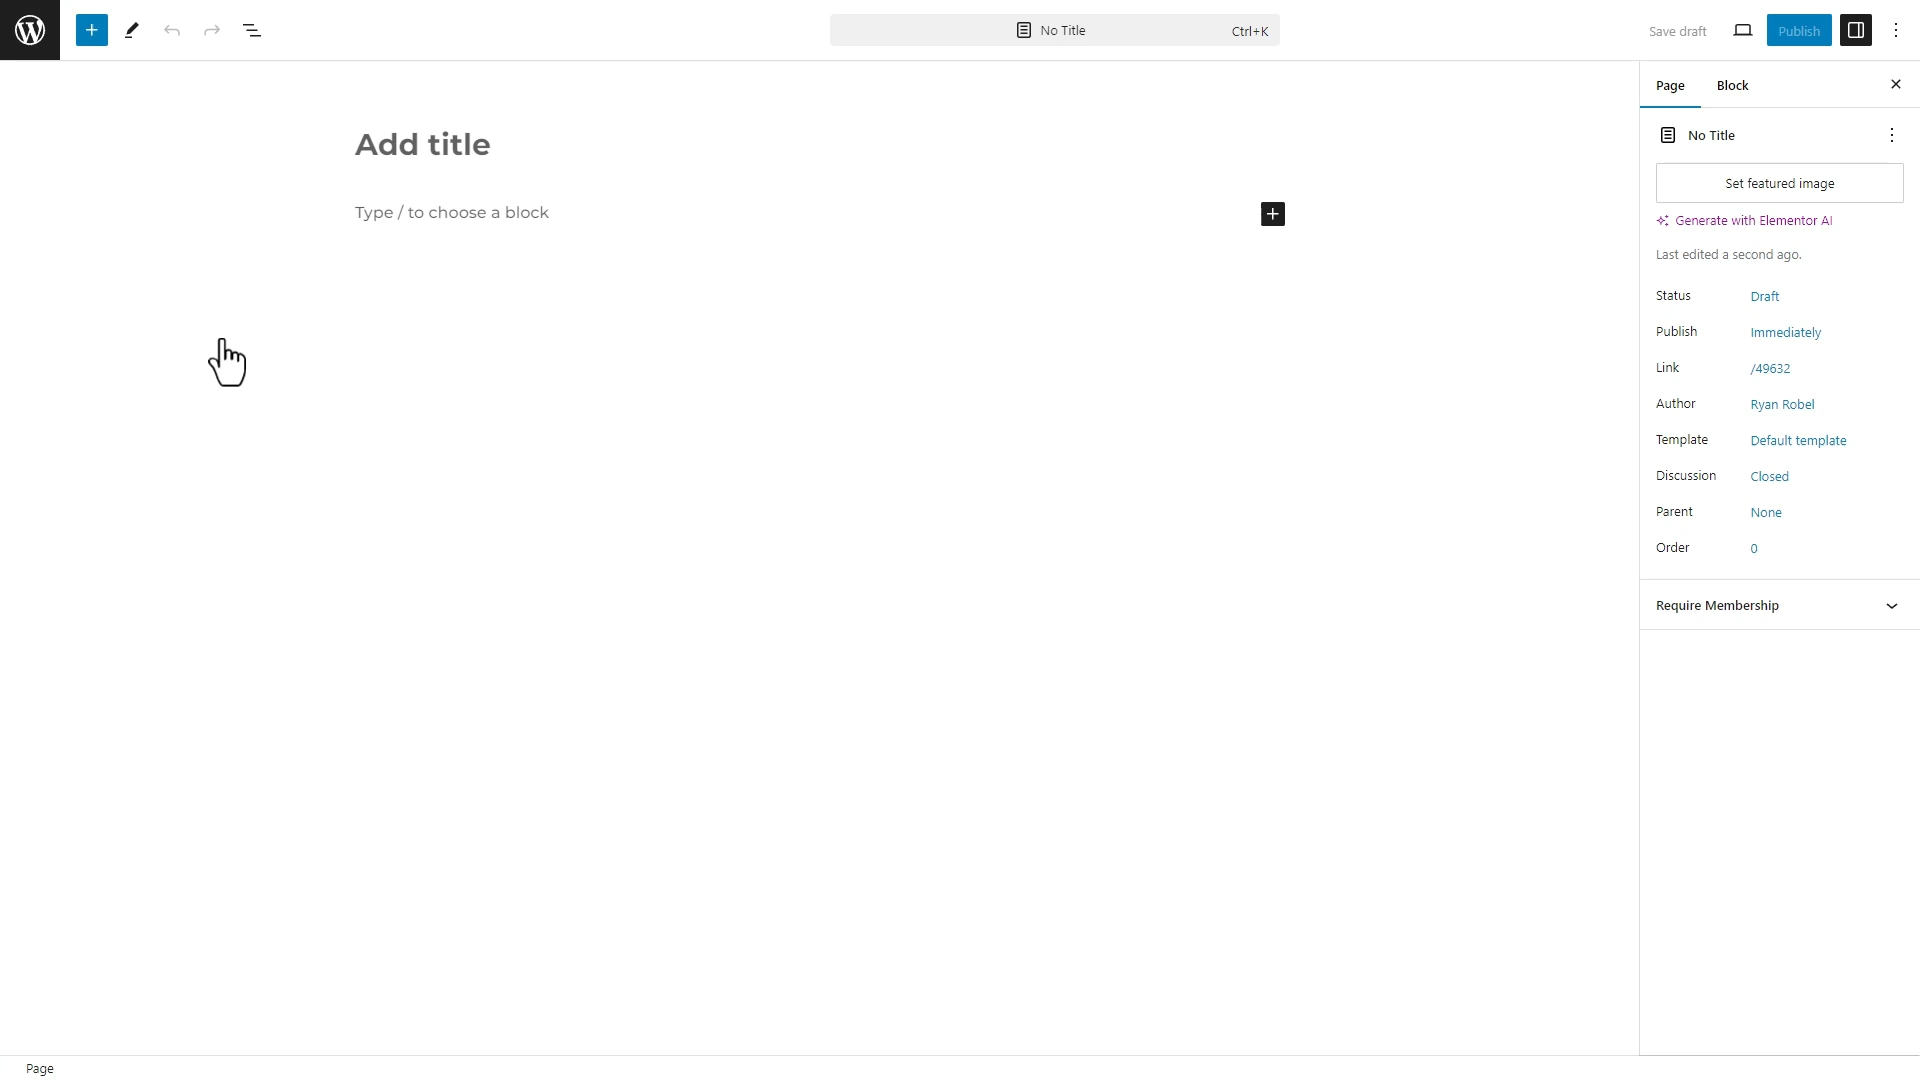 No Title
Ctrl+K
Save draft
Publish
Page
Block
Add title
No Title
Set featured image
Type / to choose a block
Generate with Elementor AI
Last edited a second ago.
Status Draft
Publish Immediately
Link /49632
Author Ryan Robel
Template Default template
Discussion Closed
Parent None
Order 0
Require Membership
Page